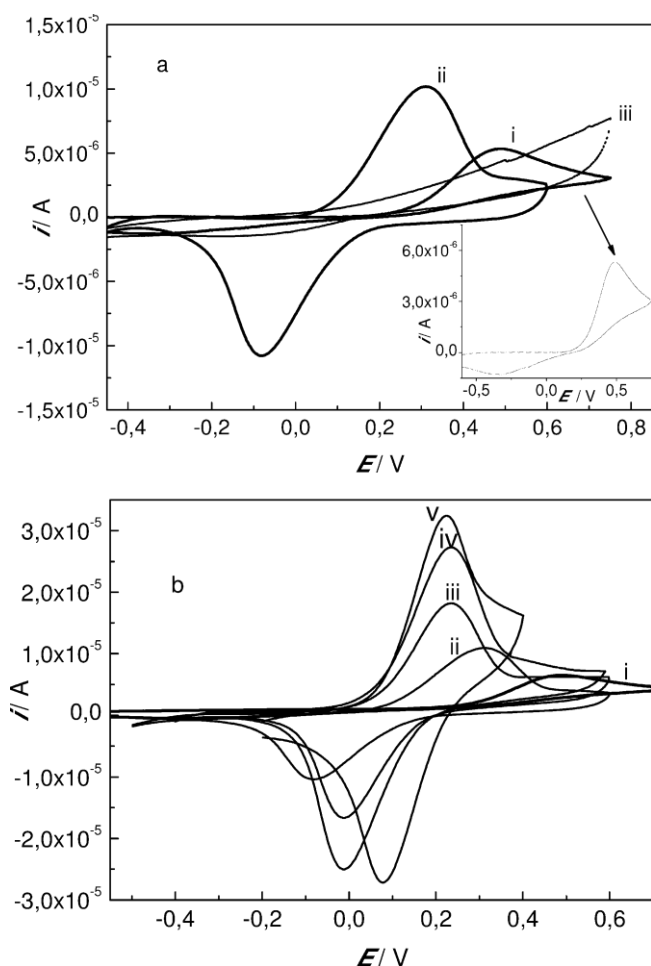 1,5x10⁻⁵
a
ii
1,0x10⁻⁵
iii
i
5,0x10⁻⁶
0,0
i/ A
-5,0x10⁻⁶
-1,0x10⁻⁵
-1,5x10⁻⁵
-0,4 -0,2 0,0 0,2 0,4 0,6 0,8
E/ V
6,0x10⁻⁶
3,0x10⁻⁶
0,0
i/ A
-0,5 0,0 0,5
E/ V
3,0x10⁻⁵
v
iv
b
iii
2,0x10⁻⁵
ii
1,0x10⁻⁵
i
i/ A
0,0
-1,0x10⁻⁵
-2,0x10⁻⁵
-3,0x10⁻⁵
-0,4 -0,2 0,0 0,2 0,4 0,6
E/ V